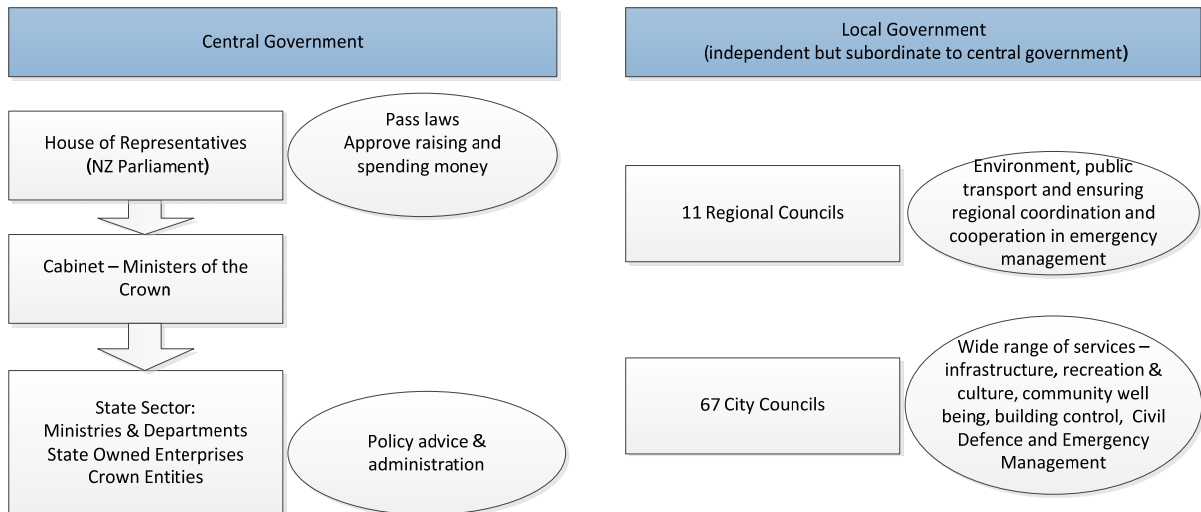 Central Government
House of Representatives
(NZ Parliament)
Pass laws
Approve raising and
spending money
Cabinet – Ministers of the
Crown
State Sector:
Ministries & Departments
State Owned Enterprises
Crown Entities
Policy advice &
administration
Local Government
(independent but subordinate to central government)
11 Regional Councils
Environment, public
transport and ensuring
regional coordination and
cooperation in emergency
management
67 City Councils
Wide range of services –
infrastructure, recreation &
culture, community well
being, building control, Civil
Defence and Emergency
Management